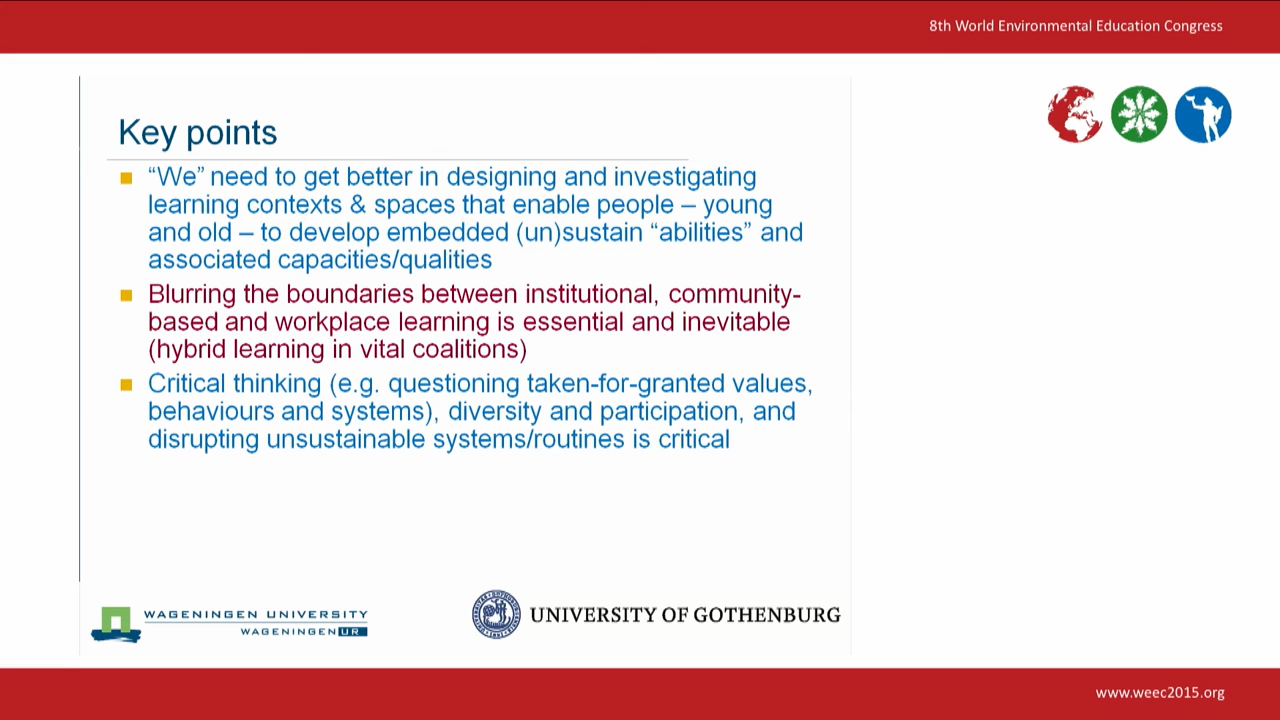 8th World Environmental Education Congress
Key points
“We” need to get better in designing and investigating
learning contexts & spaces that enable people – young
and old – to develop embedded (un)sustain “abilities” and
associated capacities/qualities
Blurring the boundaries between institutional, community-
based and workplace learning is essential and inevitable
(hybrid learning in vital coalitions)
Critical thinking (e.g. questioning taken-for-granted values,
behaviours and systems), diversity and participation, and
disrupting unsustainable systems/routines is critical
WAGENINGEN UNIVERSITY
WAGENINGEN UR
UNIVERSITY OF GOTHENBURG
www.weec2015.org